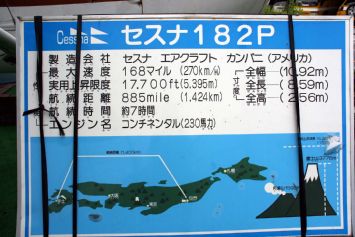 Cessna セスナ182P
製造会社 セスナ エアクラフト カンパニ(アメリカ)
最大速度 168マイル(270km/h) 全幅(10.92m)
実用上昇限度 17.700ft(5.395m) 全長(8.59m)
航続距離 885mile(1.424km) 全高(2.56m)
航続時間 約7時間
エンジン名 コンチネンタル(230馬力)